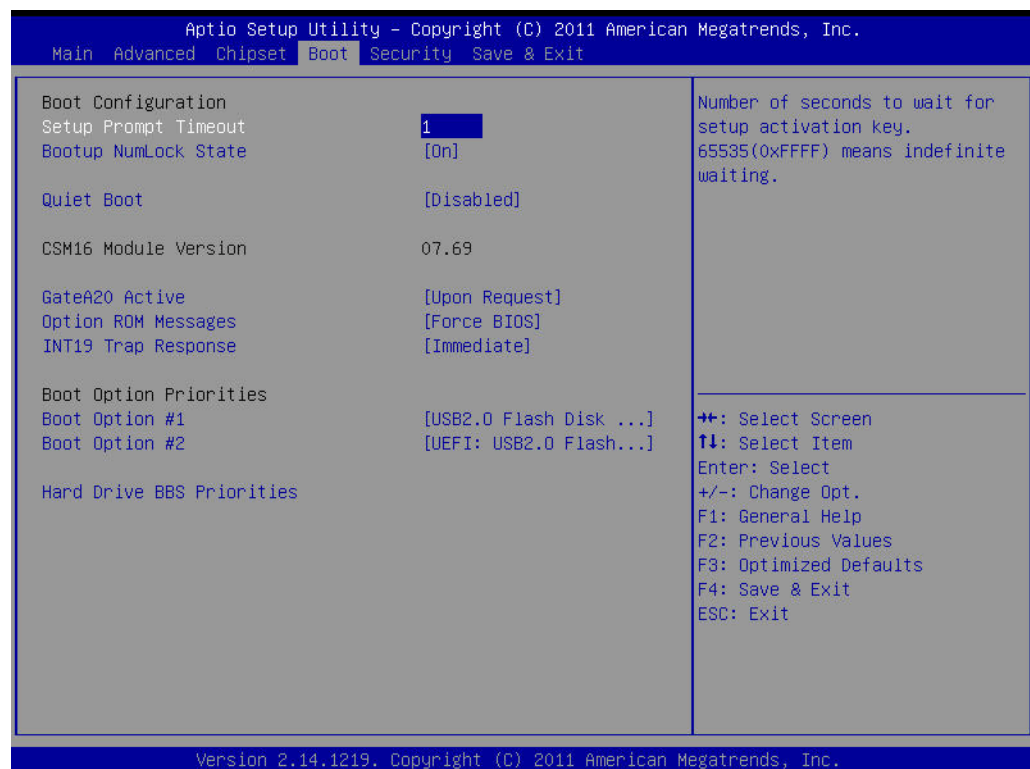 Aptio Setup Utility – Copyright (C) 2011 American Megatrends, Inc.
Main Advanced Chipset Boot Security Save & Exit
Boot Configuration
Setup Prompt Timeout 1
Bootup NumLock State [On]
Quiet Boot [Disabled]
CSM16 Module Version 07.69
GateA20 Active [Upon Request]
Option ROM Messages [Force BIOS]
INT19 Trap Response [Immediate]
Boot Option Priorities
Boot Option #1 [USB2.0 Flash Disk ...]
Boot Option #2 [UEFI: USB2.0 Flash...]
Hard Drive BBS Priorities
Number of seconds to wait for
setup activation key.
65535(0xFFFF) means indefinite
waiting.
→←: Select Screen
↑↓: Select Item
Enter: Select
+/-: Change Opt.
F1: General Help
F2: Previous Values
F3: Optimized Defaults
F4: Save & Exit
ESC: Exit
Version 2.14.1219. Copyright (C) 2011 American Megatrends, Inc.